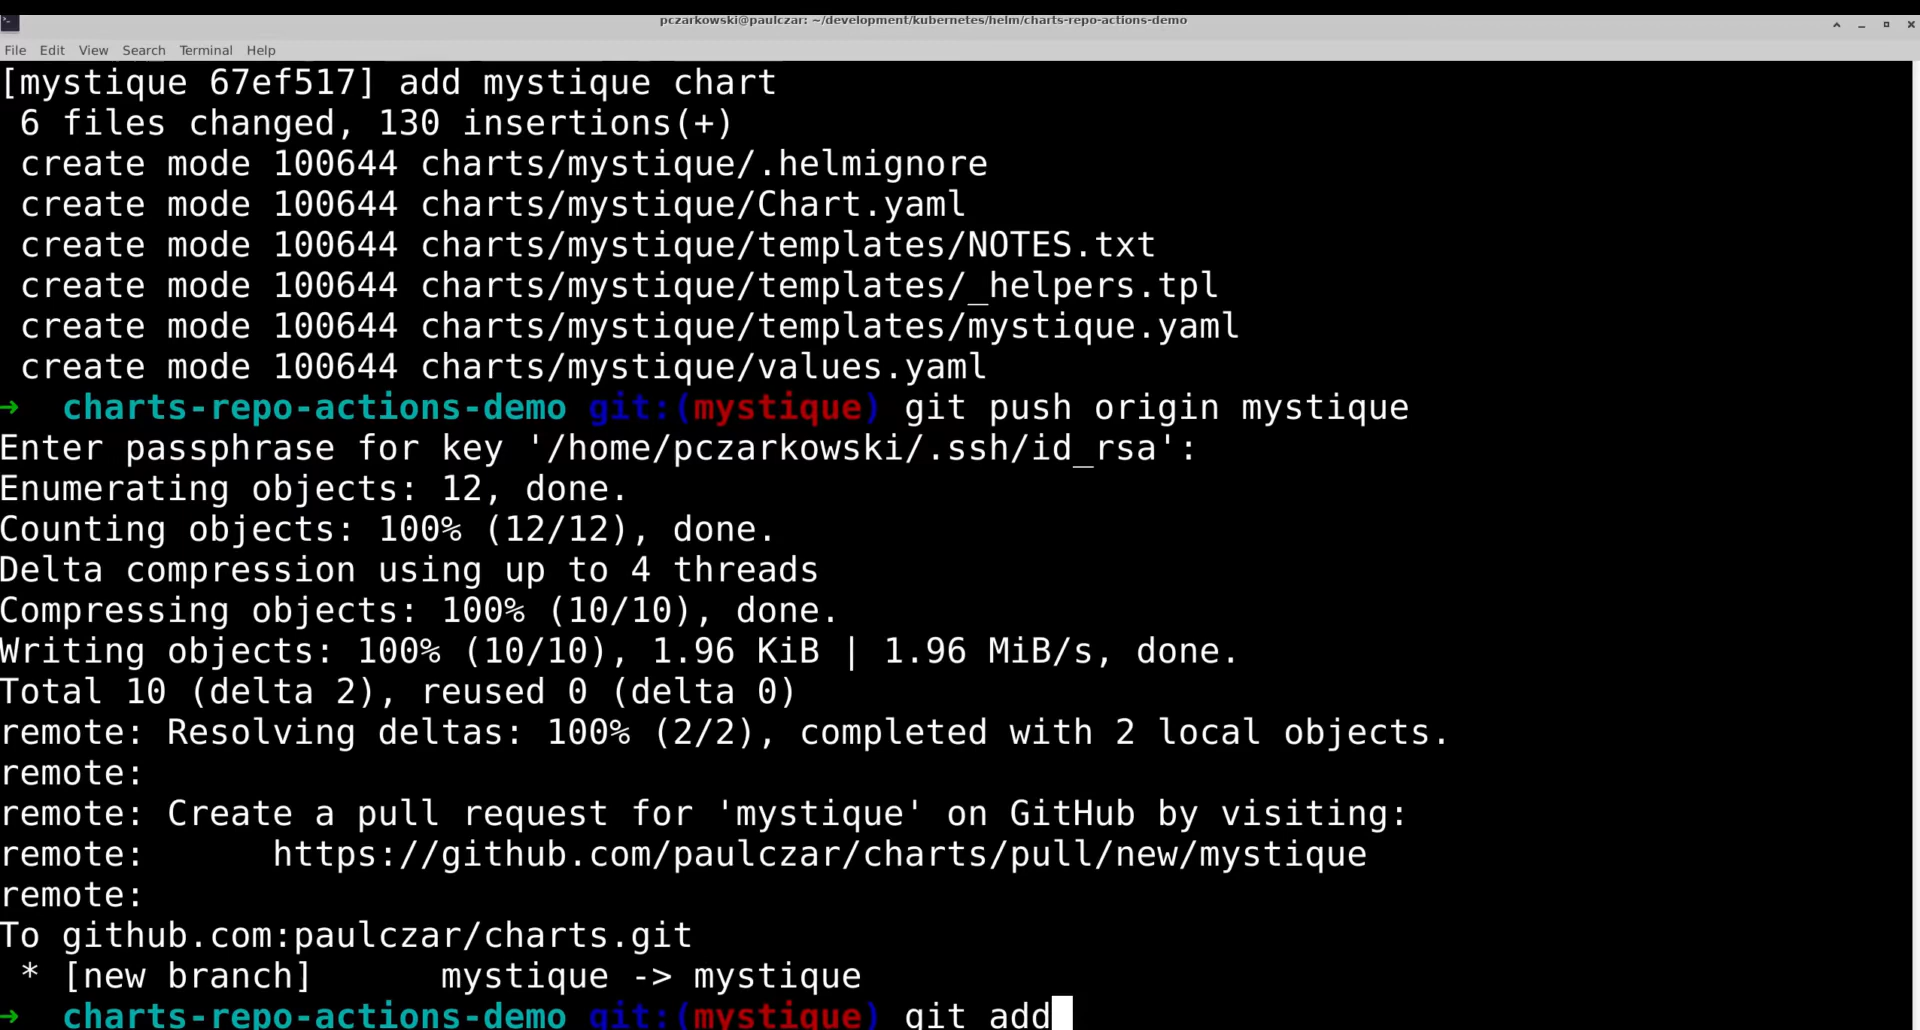 pczarkowski@paulczar: ~/development/kubernetes/helm/charts-repo-actions-demo
File Edit View Search Terminal Help
[mystique 67ef517] add mystique chart
 6 files changed, 130 insertions(+)
 create mode 100644 charts/mystique/.helmignore
 create mode 100644 charts/mystique/Chart.yaml
 create mode 100644 charts/mystique/templates/NOTES.txt
 create mode 100644 charts/mystique/templates/_helpers.tpl
 create mode 100644 charts/mystique/templates/mystique.yaml
 create mode 100644 charts/mystique/values.yaml
→  charts-repo-actions-demo git:(mystique) git push origin mystique
Enter passphrase for key '/home/pczarkowski/.ssh/id_rsa':
Enumerating objects: 12, done.
Counting objects: 100% (12/12), done.
Delta compression using up to 4 threads
Compressing objects: 100% (10/10), done.
Writing objects: 100% (10/10), 1.96 KiB | 1.96 MiB/s, done.
Total 10 (delta 2), reused 0 (delta 0)
remote: Resolving deltas: 100% (2/2), completed with 2 local objects.
remote:
remote: Create a pull request for 'mystique' on GitHub by visiting:
remote:      https://github.com/paulczar/charts/pull/new/mystique
remote:
To github.com:paulczar/charts.git
 * [new branch]      mystique -> mystique
→  charts-repo-actions-demo git:(mystique) git add